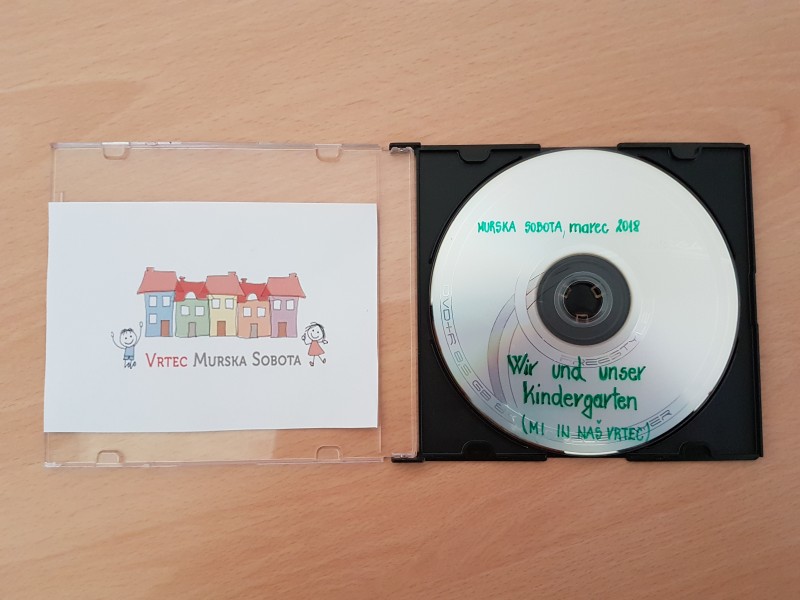 VRTEC MURSKA SOBOTA
MURSKA SOBOTA, marec 2018
Wir und unser
Kindergarten
(MI IN NAŠ VRTEC)